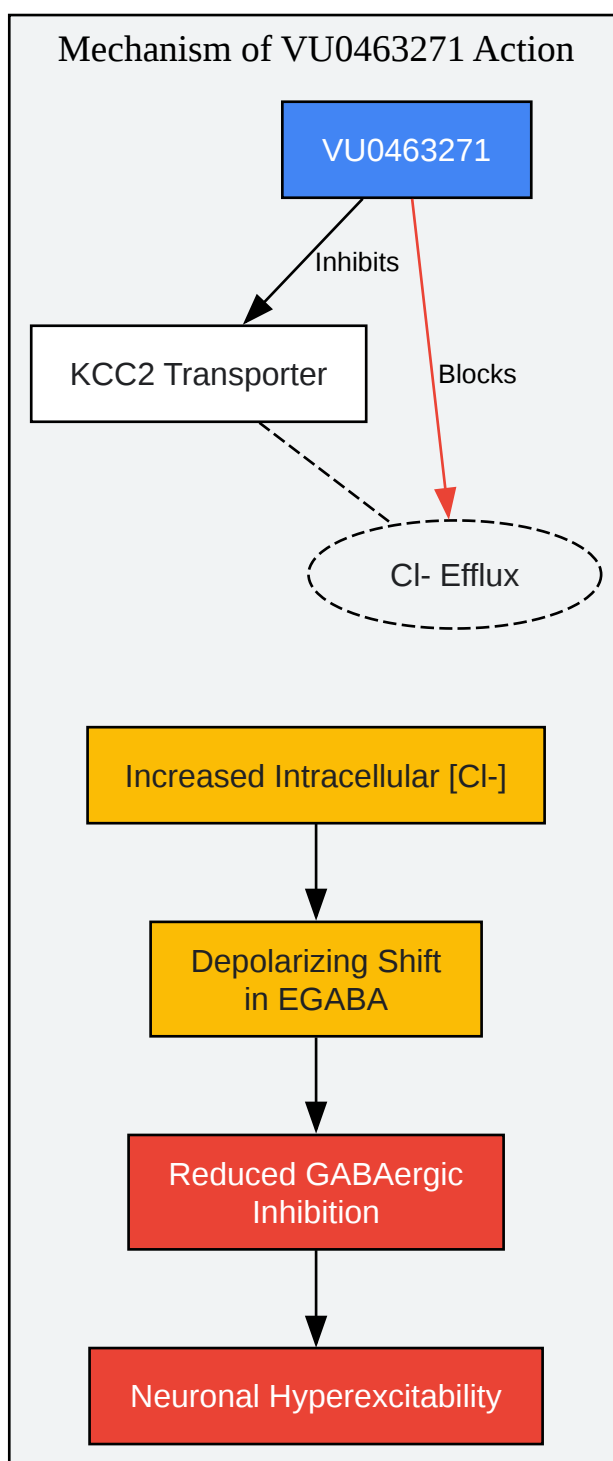 Mechanism of VU0463271 Action
VU0463271
Inhibits
KCC2 Transporter
Blocks
Cl- Efflux
Increased Intracellular [Cl-]
Depolarizing Shift
in EGABA
Reduced GABAergic
Inhibition
Neuronal Hyperexcitability